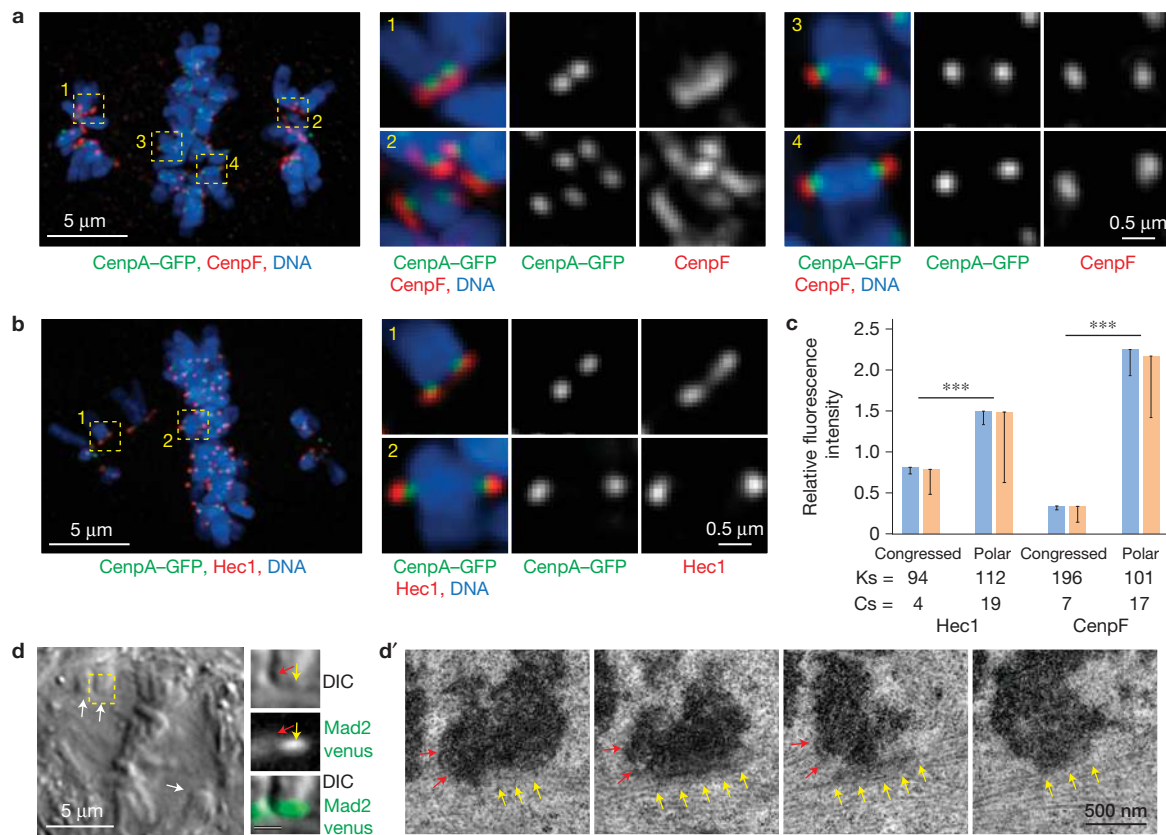 a
1
2
3
4
5 µm
CenpA–GFP, CenpF, DNA
1
2
CenpA–GFP
CenpF, DNA
CenpA–GFP
CenpF
3
4
0.5 µm
CenpA–GFP
CenpF, DNA
CenpA–GFP
CenpF
b
1
2
5 µm
CenpA–GFP, Hec1, DNA
1
2
0.5 µm
CenpA–GFP
Hec1, DNA
CenpA–GFP
Hec1
c
Relative fluorescence
intensity
2.5
2.0
1.5
1.0
0.5
0
***
***
Congressed Polar Congressed Polar
Ks = 94 112 196 101
Cs = 4 19 7 17
Hec1 CenpF
d
5 µm
DIC
Mad2
venus
DIC
Mad2
venus
d′
500 nm